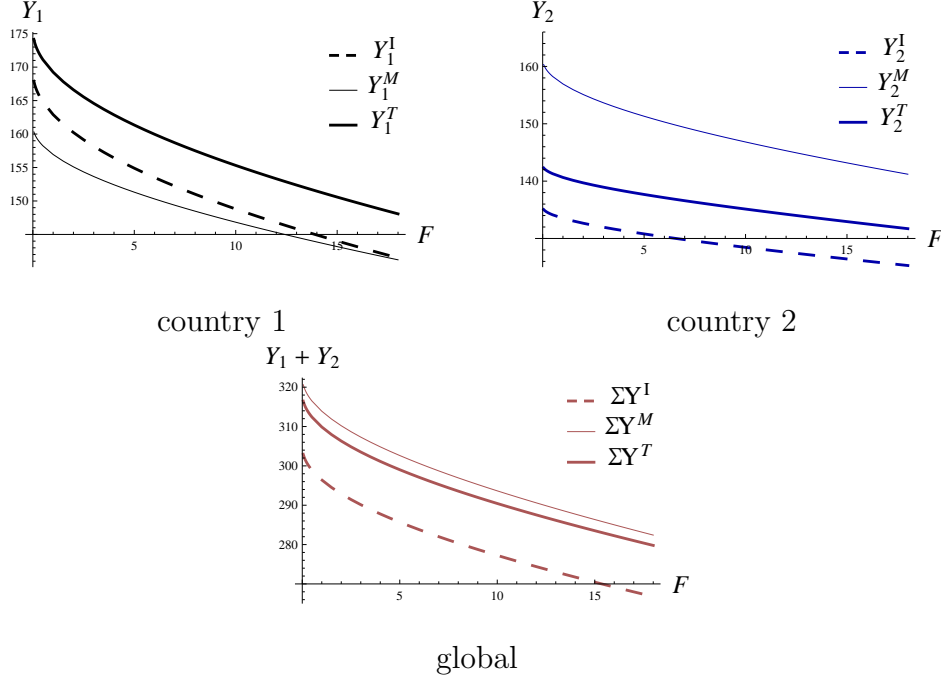 Y₁
175
170
165
160
155
150
5
10
15
F
Y₁ᴵ
Y₁ᴹ
Y₁ᵀ
country 1
Y₂
160
150
140
5
10
15
F
Y₂ᴵ
Y₂ᴹ
Y₂ᵀ
country 2
Y₁ + Y₂
320
310
300
290
280
5
10
15
F
ΣYᴵ
ΣYᴹ
ΣYᵀ
global